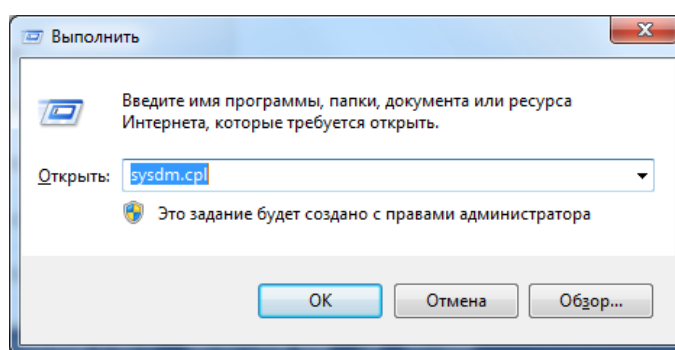 Выполнить
Введите имя программы, папки, документа или ресурса
Интернета, которые требуется открыть.
Открыть: sysdm.cpl
Это задание будет создано с правами администратора
ОК Отмена Обзор...